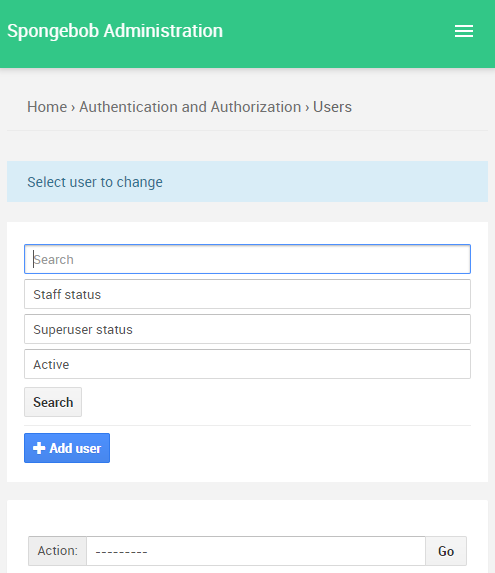 Spongebob Administration
Home › Authentication and Authorization › Users
Select user to change
Search
Staff status
Superuser status
Active
Search
Add user
Action: --------- Go